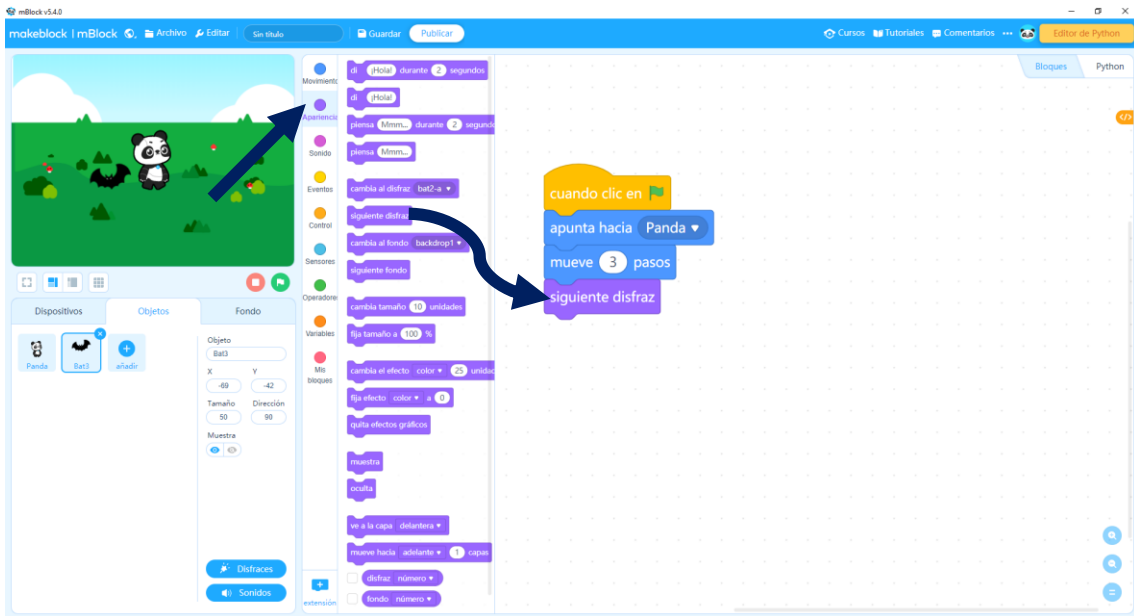 mBlock v5.4.0
makeblock | mBlock Archivo Editar Sin título Guardar Publicar Cursos Tutoriales Comentarios Editor de Python
Bloques Python
Movimiento
Apariencia
Sonido
Eventos
Control
Sensores
Operadores
Variables
Mis
bloques
extensión
di ¡Hola! durante 2 segundos
di ¡Hola!
piensa Mmm... durante 2 segundo
piensa Mmm...
cambia al disfraz bat2-a
siguiente disfraz
cambia al fondo backdrop1
siguiente fondo
cambia tamaño 10 unidades
fija tamaño a 100 %
cambia el efecto color 25 unidad
fija efecto color a 0
quita efectos gráficos
muestra
oculta
ve a la capa delantera
mueve hacia adelante 1 capas
disfraz número
fondo número
cuando clic en
apunta hacia Panda
mueve 3 pasos
siguiente disfraz
Dispositivos Objetos Fondo
Panda Bat3 añadir
Objeto
Bat3
X Y
-69 -42
Tamaño Dirección
50 90
Muestra
Disfraces
Sonidos